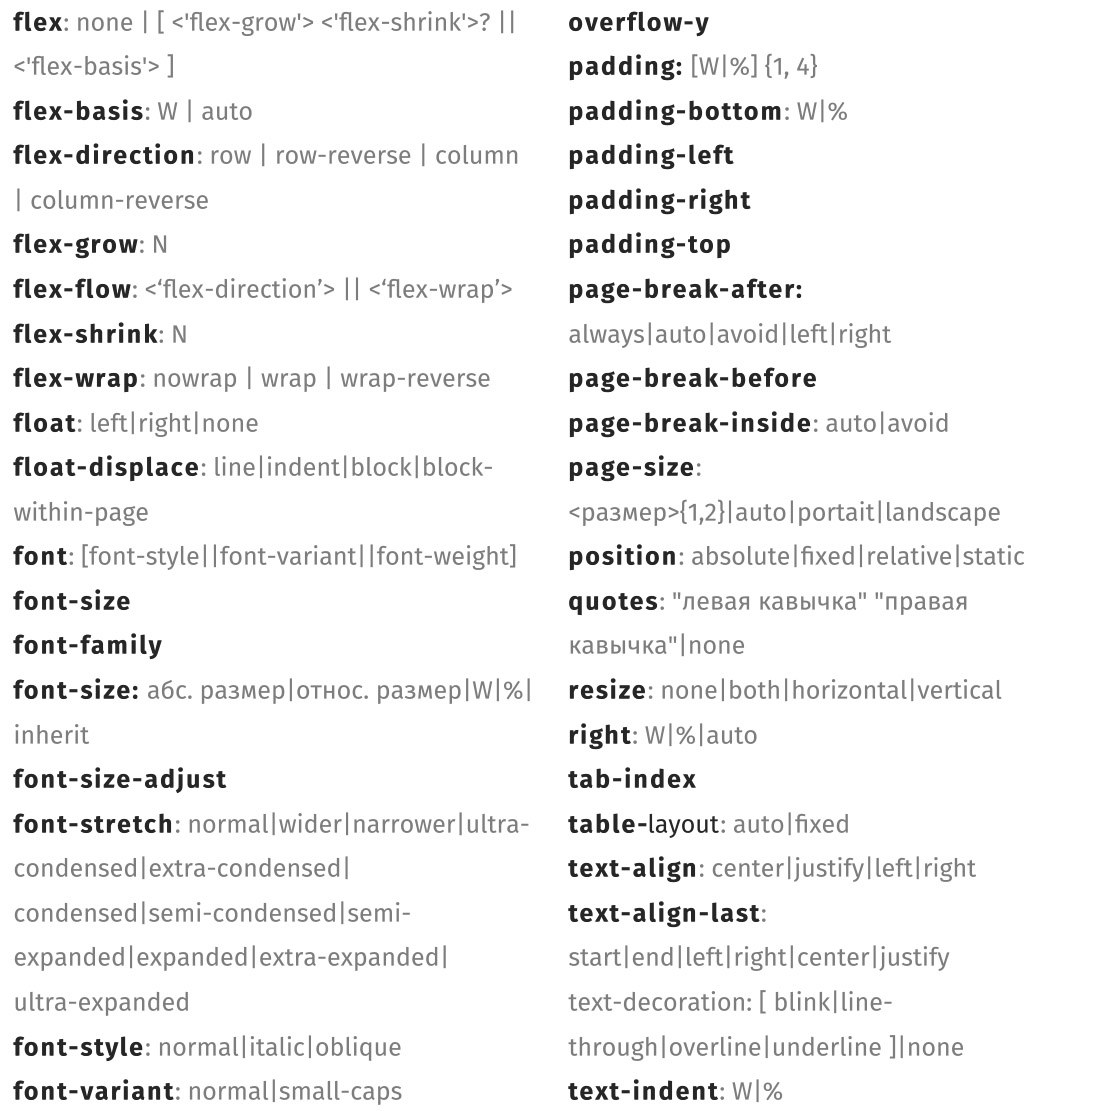 flex: none | [ <'flex-grow'> <'flex-shrink'>? ||
<'flex-basis'> ]
flex-basis: W | auto
flex-direction: row | row-reverse | column
| column-reverse
flex-grow: N
flex-flow: <‘flex-direction’> || <‘flex-wrap’>
flex-shrink: N
flex-wrap: nowrap | wrap | wrap-reverse
float: left|right|none
float-displace: line|indent|block|block-
within-page
font: [font-style||font-variant||font-weight]
font-size
font-family
font-size: абс. размер|относ. размер|W|%|
inherit
font-size-adjust
font-stretch: normal|wider|narrower|ultra-
condensed|extra-condensed|
condensed|semi-condensed|semi-
expanded|expanded|extra-expanded|
ultra-expanded
font-style: normal|italic|oblique
font-variant: normal|small-caps
overflow-y
padding: [W|%] {1, 4}
padding-bottom: W|%
padding-left
padding-right
padding-top
page-break-after:
always|auto|avoid|left|right
page-break-before
page-break-inside: auto|avoid
page-size:
<размер>{1,2}|auto|portait|landscape
position: absolute|fixed|relative|static
quotes: "левая кавычка" "правая
кавычка"|none
resize: none|both|horizontal|vertical
right: W|%|auto
tab-index
table-layout: auto|fixed
text-align: center|justify|left|right
text-align-last:
start|end|left|right|center|justify
text-decoration: [ blink|line-
through|overline|underline ]|none
text-indent: W|%